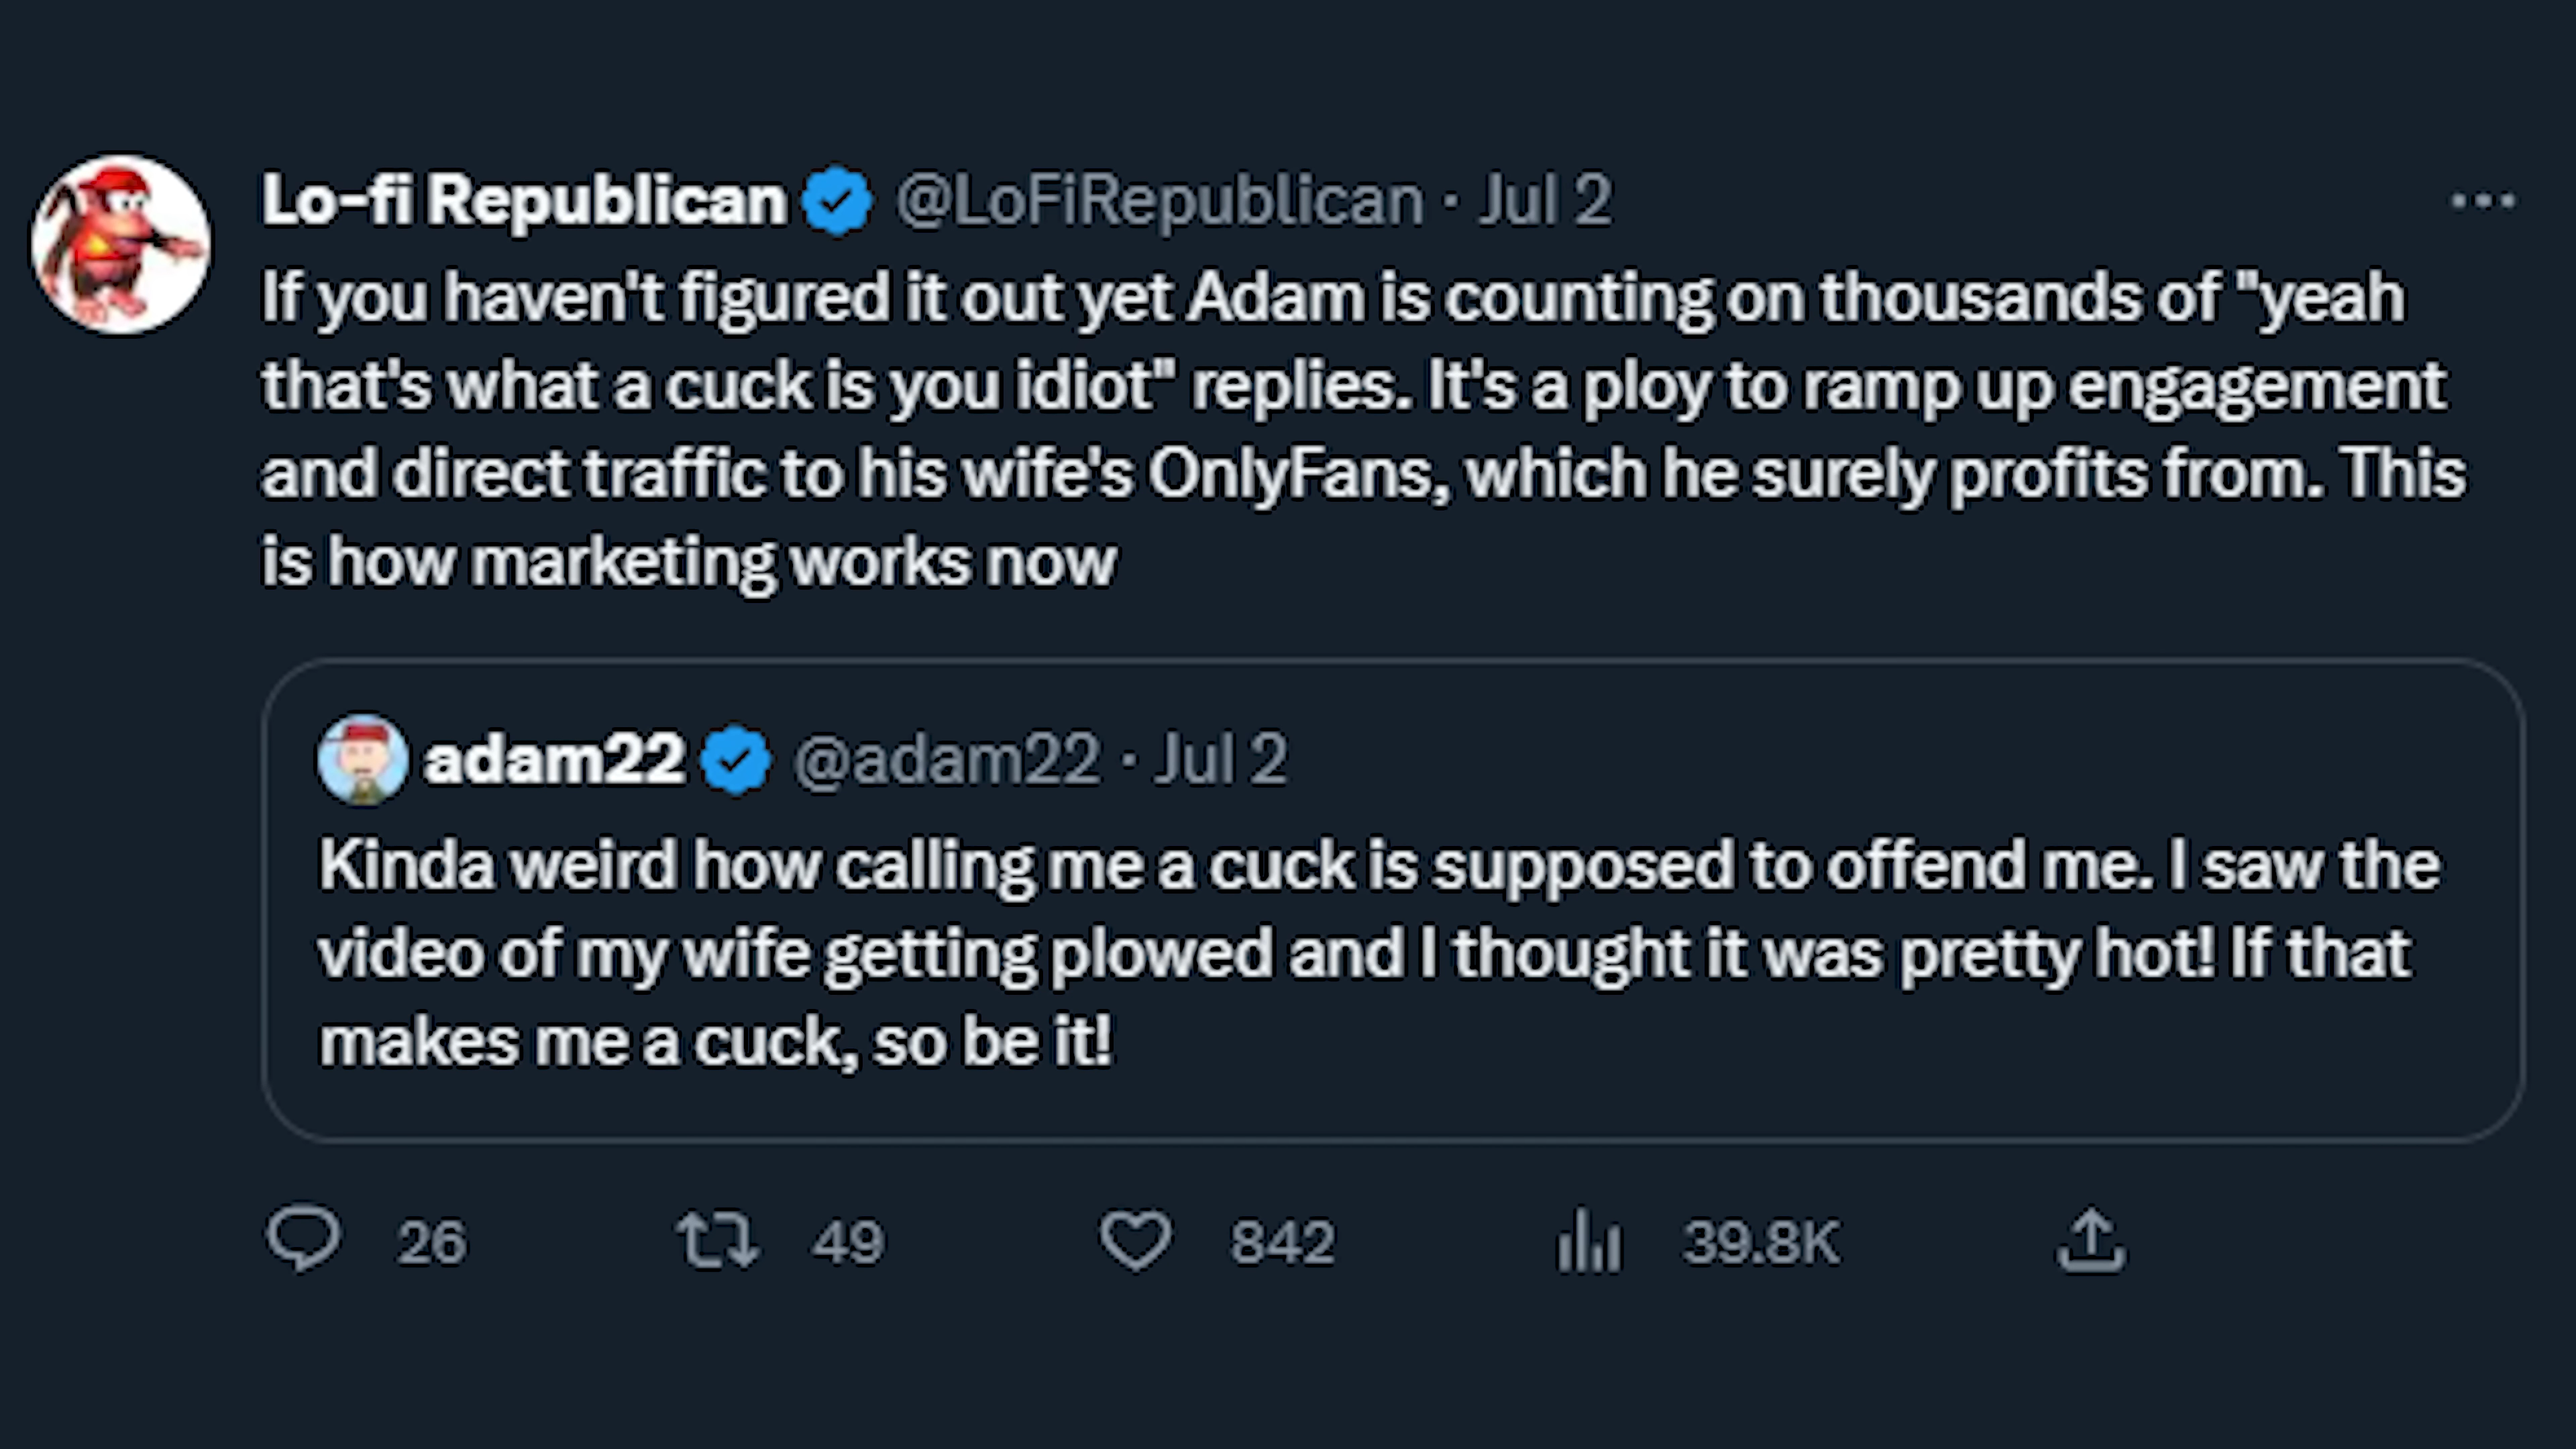 Lo-fi Republican @LoFiRepublican · Jul 2
If you haven't figured it out yet Adam is counting on thousands of "yeah
that's what a cuck is you idiot" replies. It's a ploy to ramp up engagement
and direct traffic to his wife's OnlyFans, which he surely profits from. This
is how marketing works now
adam22 @adam22 · Jul 2
Kinda weird how calling me a cuck is supposed to offend me. I saw the
video of my wife getting plowed and I thought it was pretty hot! If that
makes me a cuck, so be it!
26 49 842 39.8K